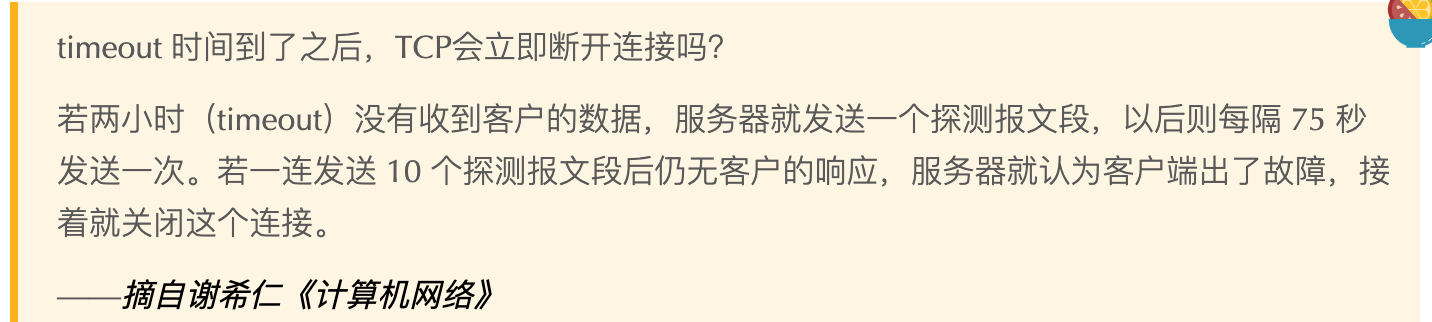 timeout 时间到了之后，TCP会立即断开连接吗？
若两小时（timeout）没有收到客户的数据，服务器就发送一个探测报文段，以后则每隔 75 秒
发送一次。若一连发送 10 个探测报文段后仍无客户的响应，服务器就认为客户端出了故障，接
着就关闭这个连接。
——摘自谢希仁《计算机网络》